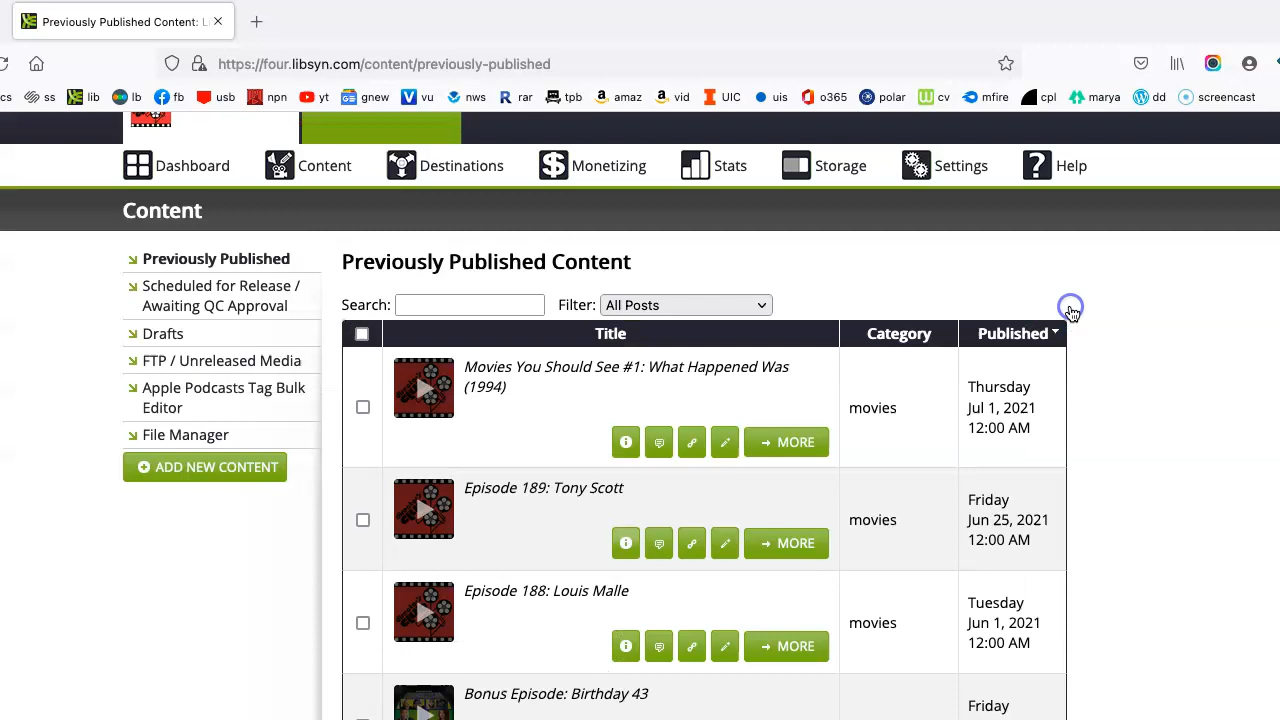 Previously Published Content: L
https://four.libsyn.com/content/previously-published
cs ss lib lb fb usb npn yt gnew vu nws rar tpb amaz vid UIC uis o365 polar cv mfire cpl marya dd screencast
Dashboard Content Destinations Monetizing Stats Storage Settings Help
Content
Previously Published
Scheduled for Release /
Awaiting QC Approval
Drafts
FTP / Unreleased Media
Apple Podcasts Tag Bulk
Editor
File Manager
ADD NEW CONTENT
Previously Published Content
Search: Filter: All Posts
Title Category Published
Movies You Should See #1: What Happened Was
(1994)
MORE
movies
Thursday
Jul 1, 2021
12:00 AM
Episode 189: Tony Scott
MORE
movies
Friday
Jun 25, 2021
12:00 AM
Episode 188: Louis Malle
MORE
movies
Tuesday
Jun 1, 2021
12:00 AM
Bonus Episode: Birthday 43
Friday